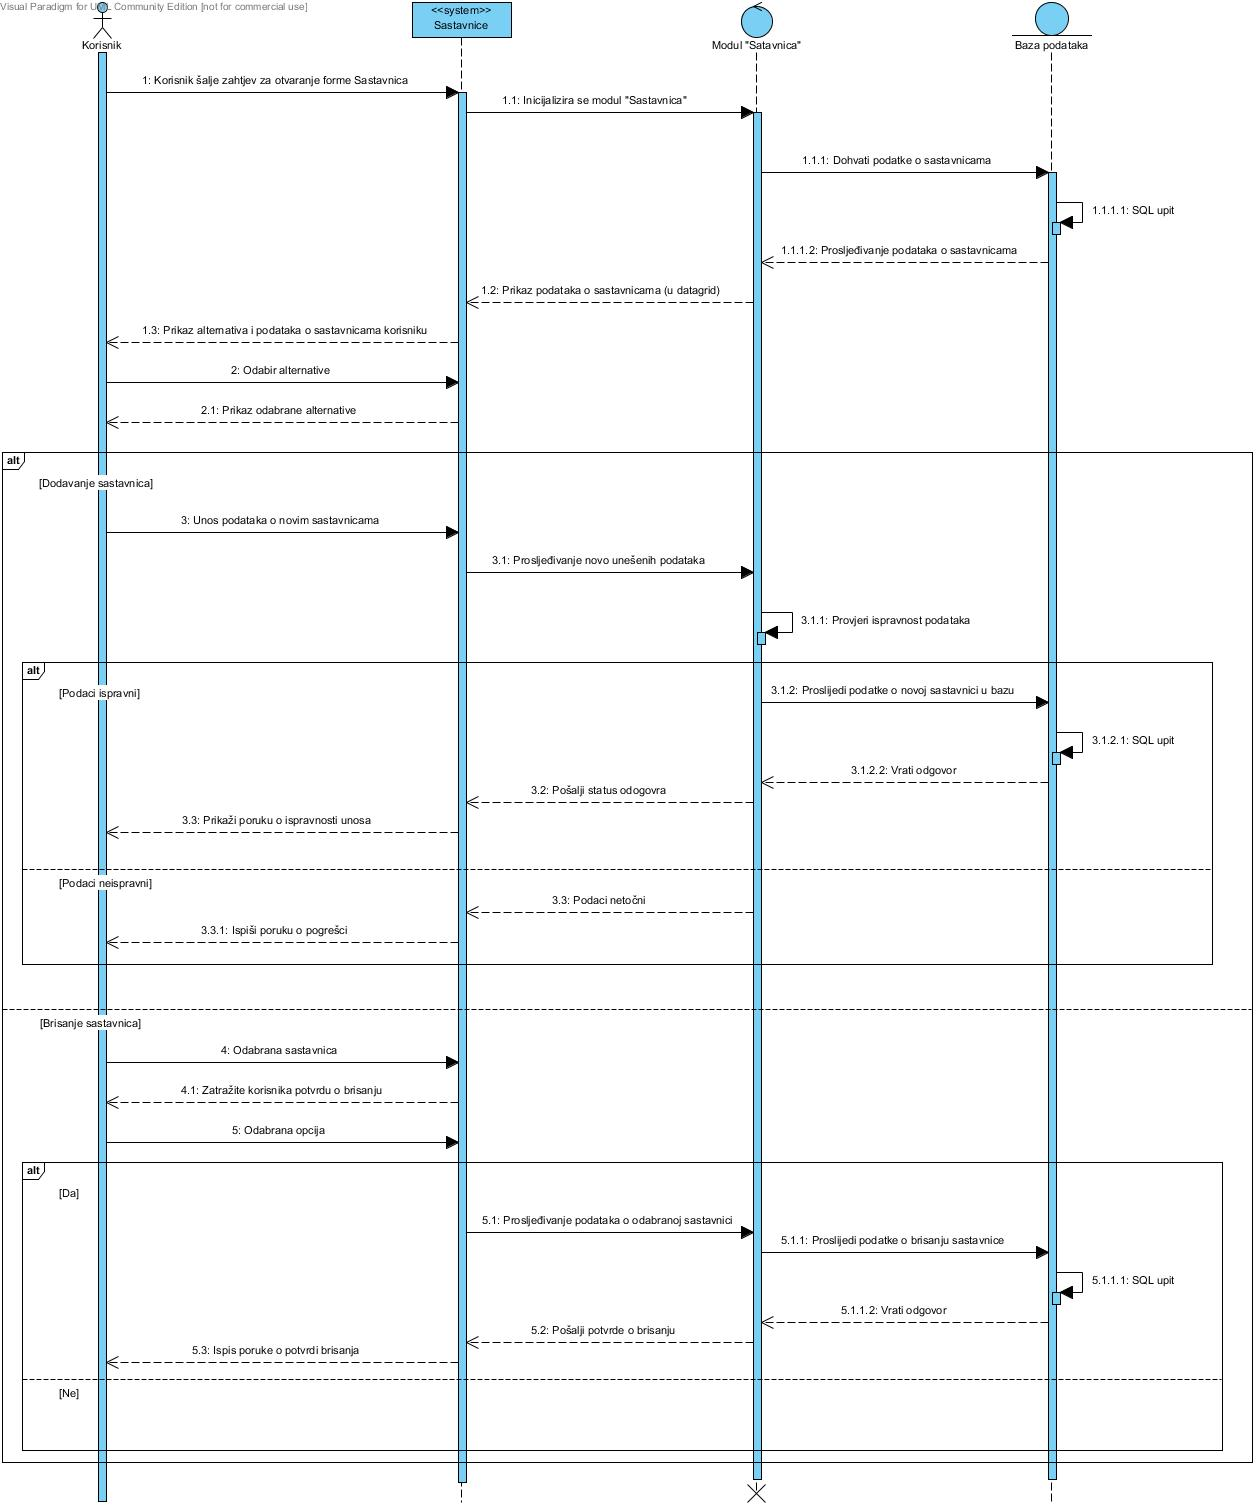 Visual Paradigm for UML Community Edition [not for commercial use]
<<system>>
Sastavnice
Korisnik
Modul "Satavnica"
Baza podataka
1: Korisnik šalje zahtjev za otvaranje forme Sastavnica
1.1: Inicijalizira se modul "Sastavnica"
1.1.1: Dohvati podatke o sastavnicama
1.1.1.1: SQL upit
1.1.1.2: Prosljeđivanje podataka o sastavnicama
1.2: Prikaz podataka o sastavnicama (u datagrid)
1.3: Prikaz alternativa i podataka o sastavnicama korisniku
2: Odabir alternative
2.1: Prikaz odabrane alternative
alt
[Dodavanje sastavnica]
3: Unos podataka o novim sastavnicama
3.1: Prosljeđivanje novo unešenih podataka
3.1.1: Provjeri ispravnost podataka
alt
[Podaci ispravni]
3.1.2: Proslijedi podatke o novoj sastavnici u bazu
3.1.2.1: SQL upit
3.1.2.2: Vrati odgovor
3.2: Pošalji status odogovra
3.3: Prikaži poruku o ispravnosti unosa
[Podaci neispravni]
3.3: Podaci netočni
3.3.1: Ispiši poruku o pogrešci
[Brisanje sastavnica]
4: Odabrana sastavnica
4.1: Zatražite korisnika potvrdu o brisanju
5: Odabrana opcija
alt
[Da]
5.1: Prosljeđivanje podataka o odabranoj sastavnici
5.1.1: Proslijedi podatke o brisanju sastavnice
5.1.1.1: SQL upit
5.1.1.2: Vrati odgovor
5.2: Pošalji potvrde o brisanju
5.3: Ispis poruke o potvrdi brisanja
[Ne]